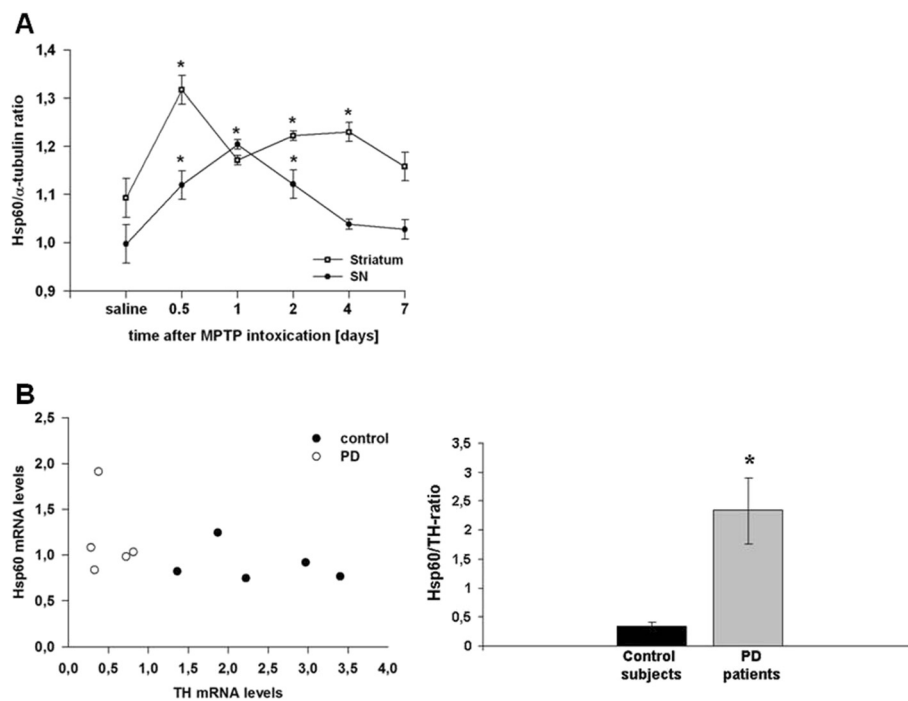 A
1,4
*
1,3
*
*
*
*
1,2
*
1,1
1,0
0,9
Hsp60/α-tubulin ratio
Striatum
SN
saline 0.5 1 2 4 7
time after MPTP intoxication [days]
B
2,5
2,0
1,5
1,0
0,5
0,0
Hsp60 mRNA levels
control
PD
0,0 0,5 1,0 1,5 2,0 2,5 3,0 3,5 4,0
TH mRNA levels
3,5
3
2,5
2
1,5
1
0,5
0
Hsp60/TH-ratio
*
Control PD
subjects patients